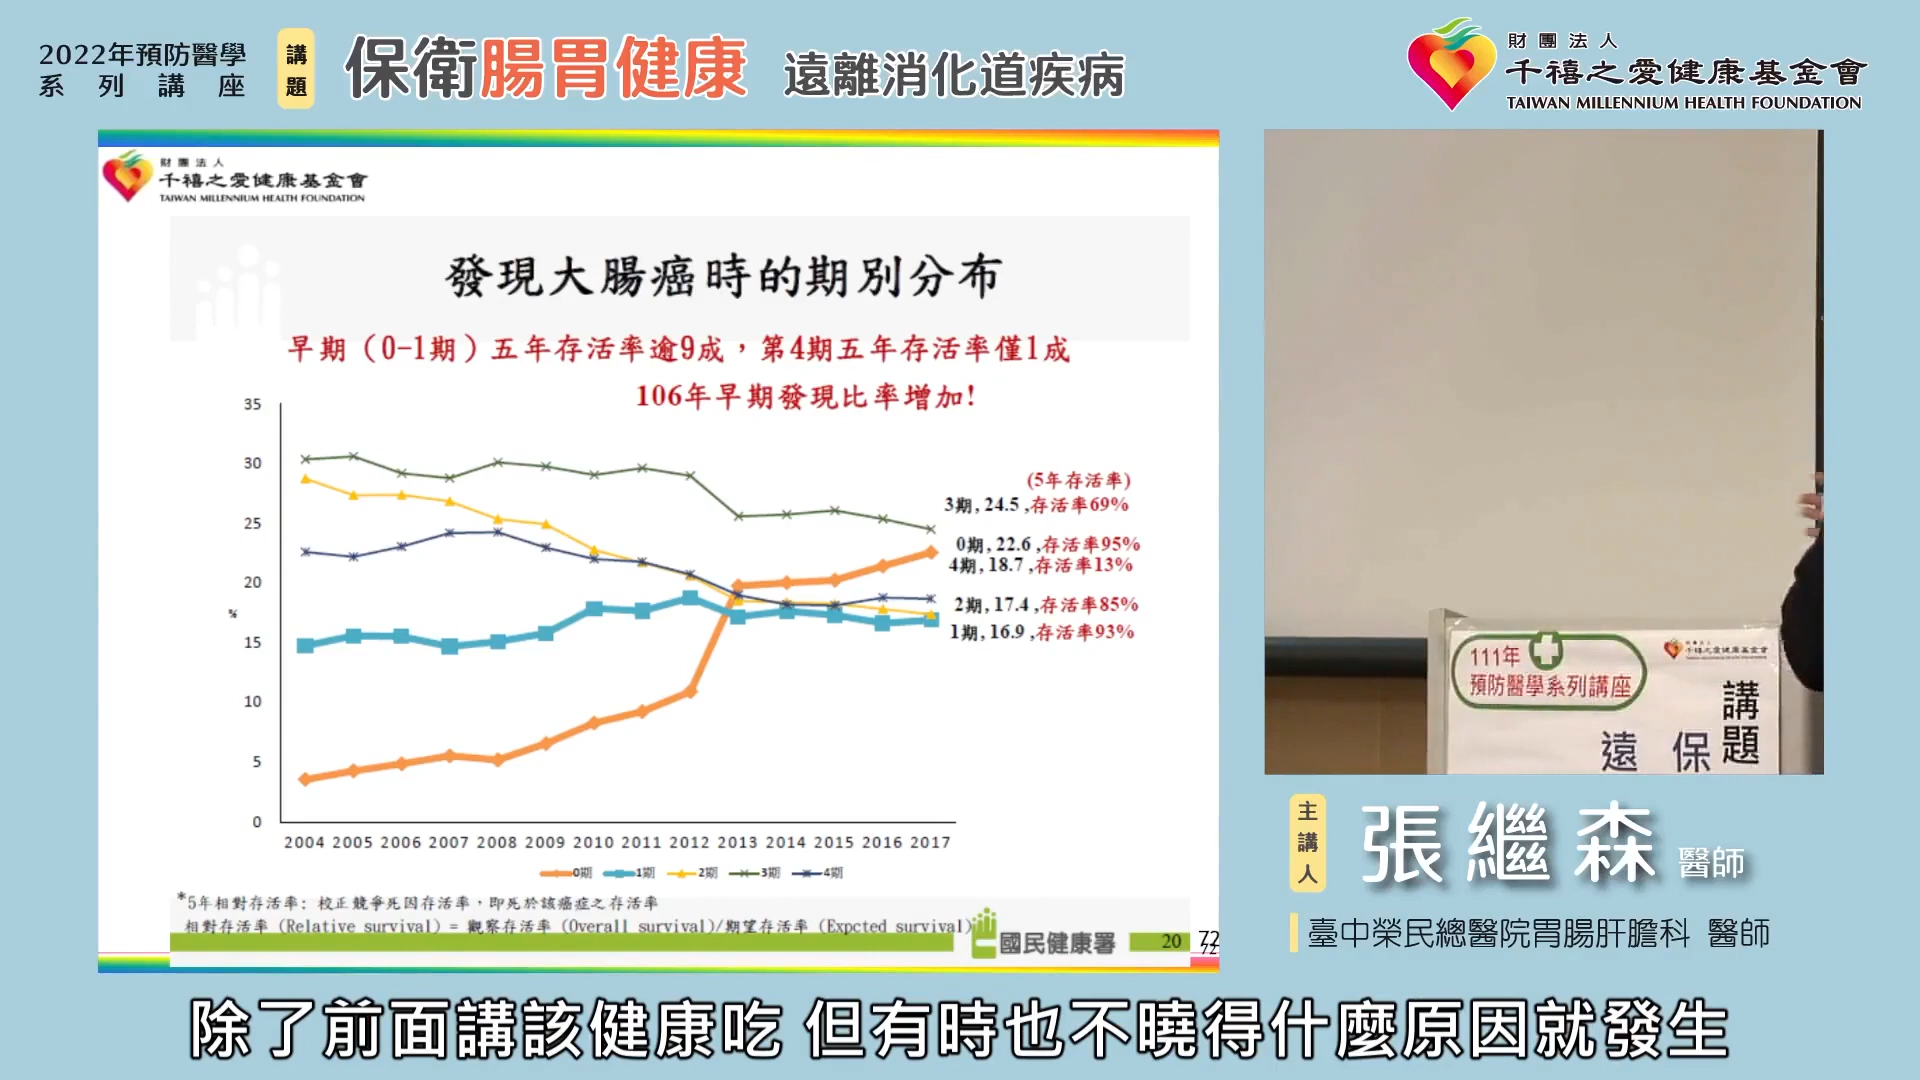 2022年預防醫學
系列講座
講題
保衛腸胃健康 遠離消化道疾病
財團法人
千禧之愛健康基金會
TAIWAN MILLENNIUM HEALTH FOUNDATION
財團法人
千禧之愛健康基金會
TAIWAN MILLENNIUM HEALTH FOUNDATION
發現大腸癌時的期別分布
早期（0-1期）五年存活率逾9成，第4期五年存活率僅1成
106年早期發現比率增加!
35
30
25
20
%
15
10
5
0
(5年存活率)
3期, 24.5 ,存活率69%
0期, 22.6 ,存活率95%
4期, 18.7 ,存活率13%
2期, 17.4 ,存活率85%
1期, 16.9 ,存活率93%
2004 2005 2006 2007 2008 2009 2010 2011 2012 2013 2014 2015 2016 2017
0期 1期 2期 3期 4期
*5年相對存活率: 校正競爭死因存活率，即死於該癌症之存活率
相對存活率 (Relative survival) = 觀察存活率 (Overall survival)/期望存活率 (Expcted survival)
國民健康署
20
72
72
111年
預防醫學系列講座
千禧之愛健康基金會
講題
保
遠
主講人
張繼森 醫師
臺中榮民總醫院胃腸肝膽科 醫師
除了前面講該健康吃 但有時也不曉得什麼原因就發生